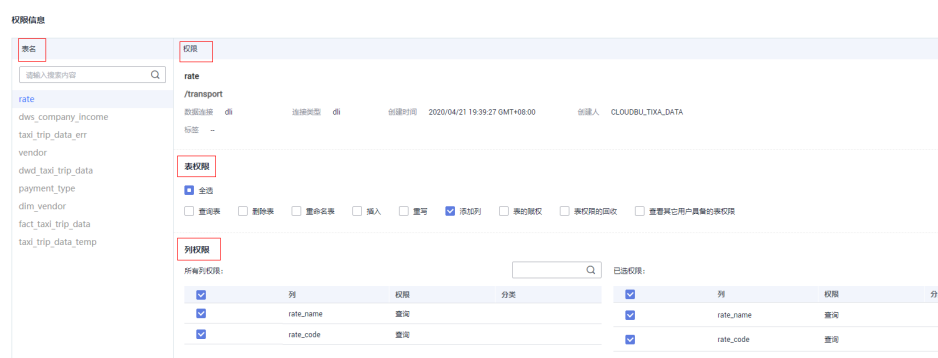 权限信息
表名
请输入搜索内容
rate
dws_company_income
taxi_trip_data_err
vendor
dwd_taxi_trip_data
payment_type
dim_vendor
fact_taxi_trip_data
taxi_trip_data_temp
权限
rate
/transport
数据连接 dli 连接类型 dli 创建时间 2020/04/21 19:39:27 GMT+08:00 创建人 CLOUDBU_TIXA_DATA
标签 --
表权限
全选
查询表 删除表 重命名表 插入 重写 添加列 表的赋权 表权限的回收 查看其它用户具备的表权限
列权限
所有列权限： 已选权限：
列 权限 分类 列 权限 分
rate_name 查询 rate_name 查询
rate_code 查询 rate_code 查询